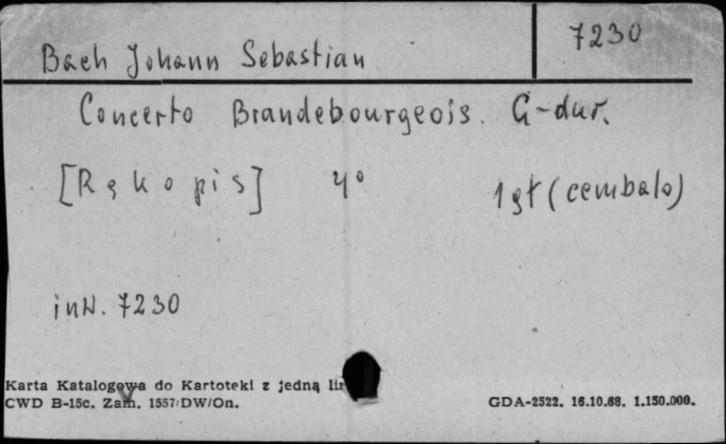 7230
Bach Johann Sebastian
Concerto Brandebourgeois. G-dur.
[Rękopis] 4° 1 gł (cembalo)
inw. 7230
Karta Katalogowa do Kartoteki z jedną
CWD B-15c. Zam. 1557/DW/On. GDA-2522. 16.10.68. 1.150.000.